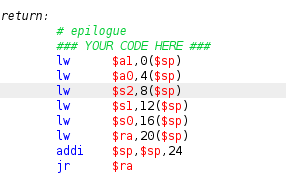 return:
# epilogue
### YOUR CODE HERE ###
lw $a1,0($sp)
lw $a0,4($sp)
lw $s2,8($sp)
lw $s1,12($sp)
lw $s0,16($sp)
lw $ra,20($sp)
addi $sp,$sp,24
jr $ra